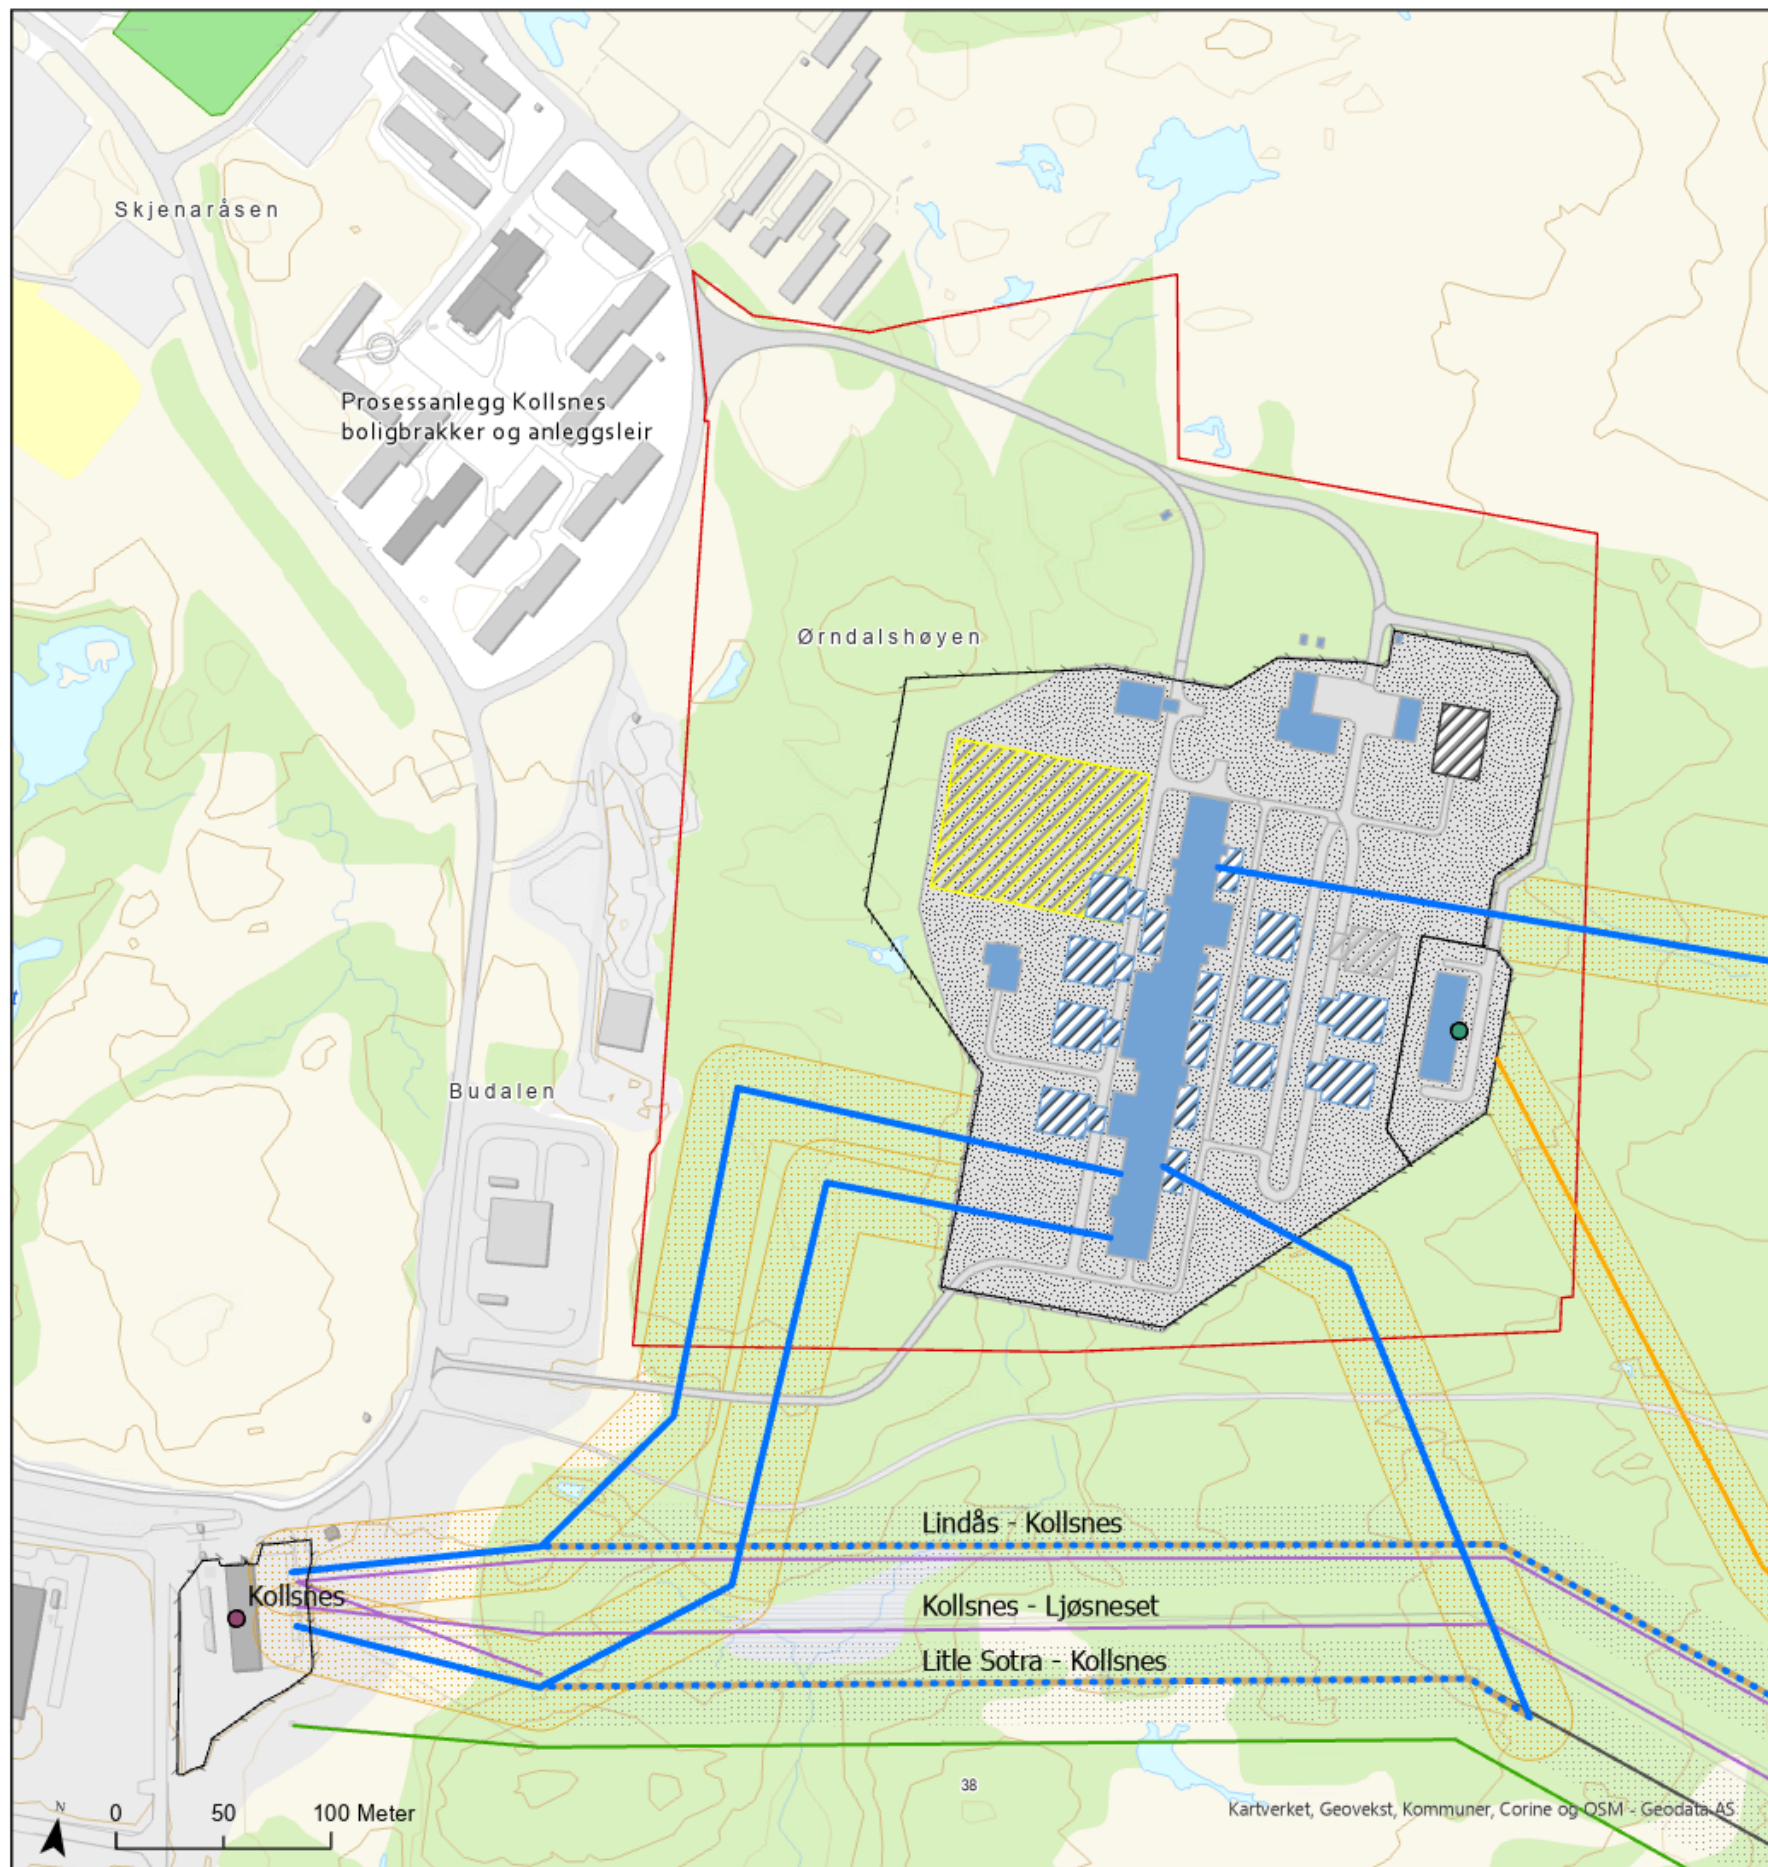 Skjenaråsen
Prosessanlegg Kollsnes
boligbrakker og anleggsleir
Ørndalshøyen
Budalen
t
Lindås - Kollsnes
Kollsnes
Kollsnes - Ljøsneset
Litle Sotra - Kollsnes
38
N
0 50 100 Meter
Kartverket, Geovekst, Kommuner, Corine og OSM - Geodata AS